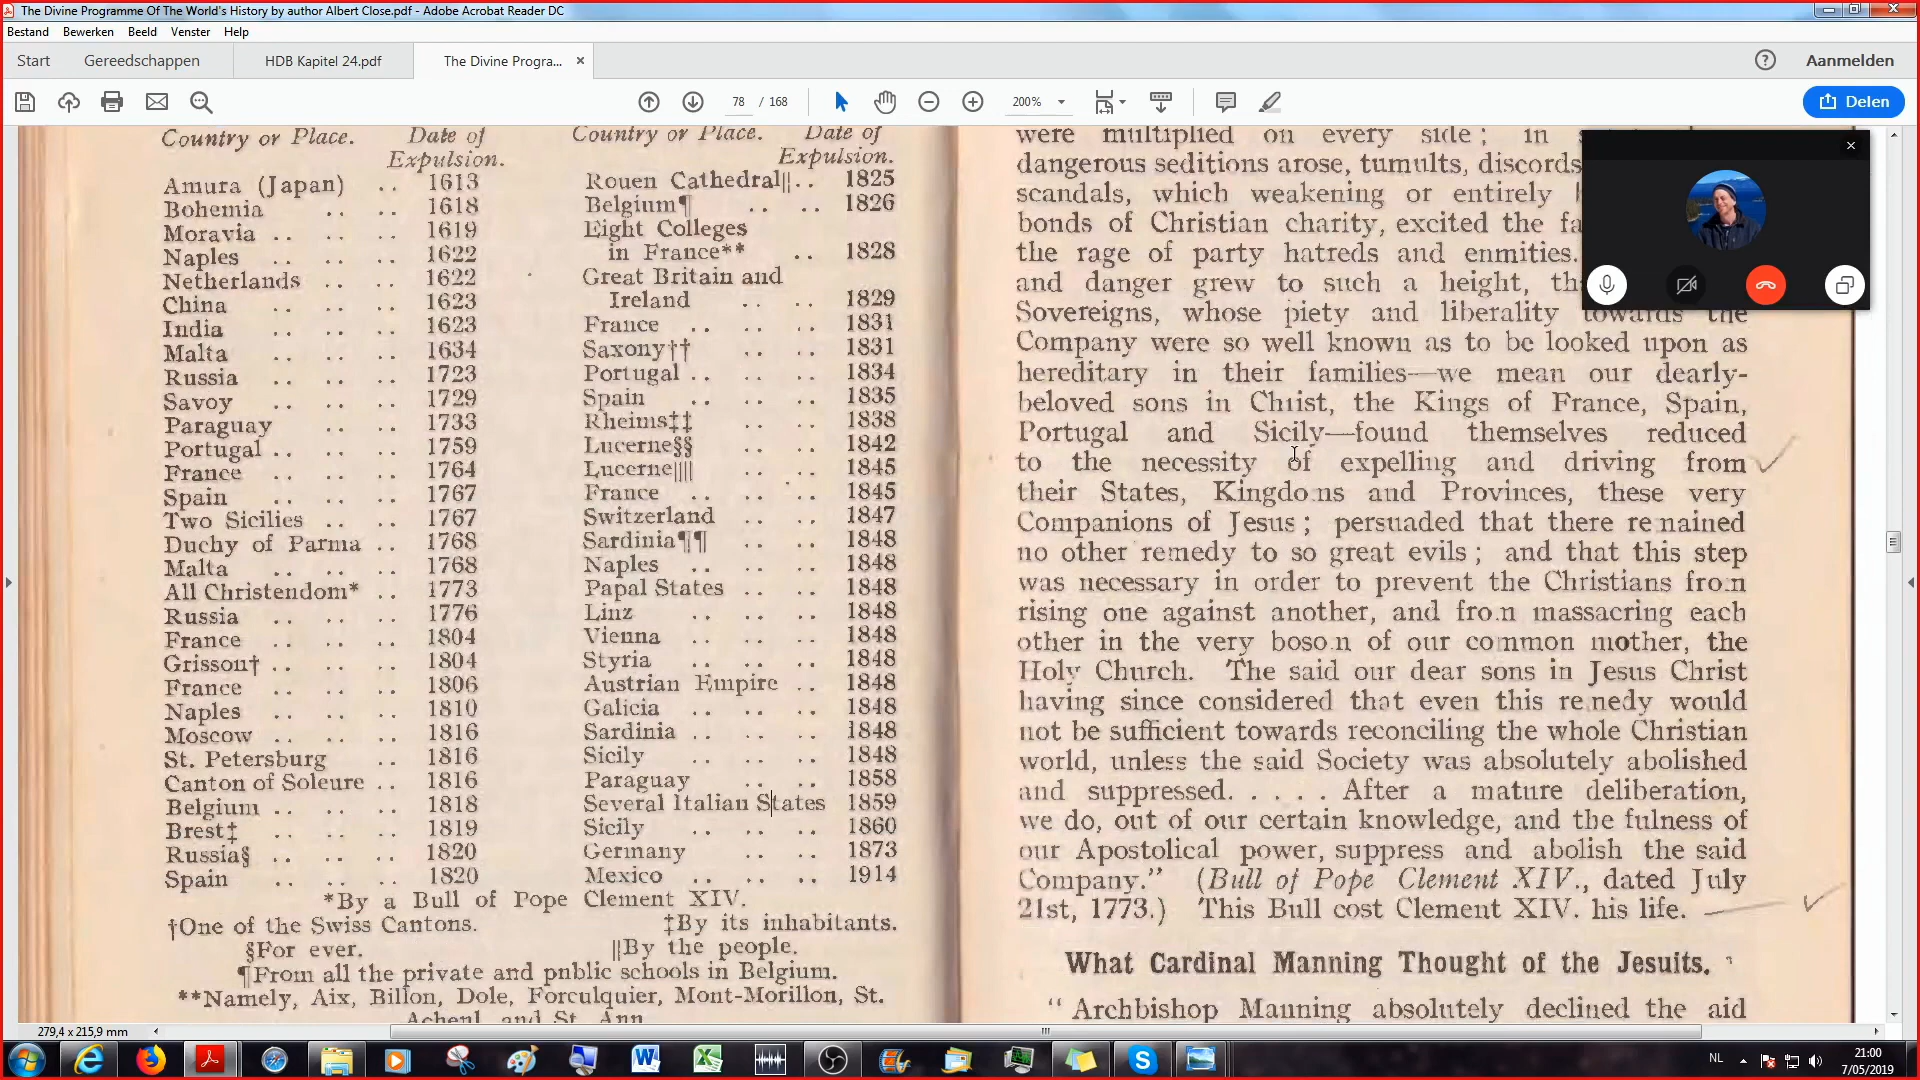 The Divine Programme Of The World's History by author Albert Close.pdf - Adobe Acrobat Reader DC
Bestand Bewerken Beeld Venster Help
Start Gereedschappen HDB Kapitel 24.pdf The Divine Progra... ×
Aanmelden
78 / 168 200% Delen
Country or Place. Date of Expulsion.
Amura (Japan) .. 1613
Bohemia .. .. 1618
Moravia .. .. .. 1619
Naples .. .. .. 1622
Netherlands .. .. 1622
China .. .. .. 1623
India .. .. .. 1623
Malta .. .. .. 1634
Russia .. .. .. 1723
Savoy .. .. .. 1729
Paraguay .. .. 1733
Portugal .. .. .. 1759
France .. .. .. 1764
Spain .. .. .. 1767
Two Sicilies .. .. 1767
Duchy of Parma .. 1768
Malta .. .. .. 1768
All Christendom* .. 1773
Russia .. .. .. 1776
France .. .. .. 1804
Grisson† .. .. .. 1804
France .. .. .. 1806
Naples .. .. .. 1810
Moscow .. .. .. 1816
St. Petersburg .. 1816
Canton of Soleure .. 1816
Belgium .. .. .. 1818
Brest‡ .. .. .. 1819
Russia§ .. .. .. 1820
Spain .. .. .. 1820
Country or Place. Date of Expulsion.
Rouen Cathedral‖.. 1825
Belgium¶ .. .. 1826
Eight Colleges
in France** .. 1828
Great Britain and
Ireland .. .. 1829
France .. .. .. 1831
Saxony†† .. .. 1831
Portugal .. .. .. 1834
Spain .. .. .. 1835
Rheims‡‡ .. .. 1838
Lucerne§§ .. .. 1842
Lucerne‖‖ .. .. 1845
France .. .. .. 1845
Switzerland .. .. 1847
Sardinia¶¶ .. .. 1848
Naples .. .. .. 1848
Papal States .. .. 1848
Linz .. .. .. 1848
Vienna .. .. .. 1848
Styria .. .. .. 1848
Austrian Empire .. 1848
Galicia .. .. .. 1848
Sardinia .. .. .. 1848
Sicily .. .. .. 1848
Paraguay .. .. 1858
Several Italian States 1859
Sicily .. .. .. 1860
Germany .. .. 1873
Mexico .. .. .. 1914
*By a Bull of Pope Clement XIV.
†One of the Swiss Cantons. ‡By its inhabitants.
§For ever. ‖By the people.
¶From all the private and public schools in Belgium.
**Namely, Aix, Billon, Dole, Forculquier, Mont-Morillon, St.
Acheul, and St. Ann
were multiplied on every side; in
dangerous seditions arose, tumults, discords
scandals, which weakening or entirely
bonds of Christian charity, excited the
the rage of party hatreds and enmities.
and danger grew to such a height,
Sovereigns, whose piety and liberality towards the
Company were so well known as to be looked upon as
hereditary in their families—we mean our dearly-
beloved sons in Christ, the Kings of France, Spain,
Portugal and Sicily—found themselves reduced
to the necessity of expelling and driving from
their States, Kingdoms and Provinces, these very
Companions of Jesus; persuaded that there remained
no other remedy to so great evils; and that this step
was necessary in order to prevent the Christians from
rising one against another, and from massacring each
other in the very bosom of our common mother, the
Holy Church. The said our dear sons in Jesus Christ
having since considered that even this remedy would
not be sufficient towards reconciling the whole Christian
world, unless the said Society was absolutely abolished
and suppressed. . . . . . After a mature deliberation,
we do, out of our certain knowledge, and the fulness of
our Apostolical power, suppress and abolish the said
Company." (Bull of Pope Clement XIV., dated July
21st, 1773.) This Bull cost Clement XIV. his life.
What Cardinal Manning Thought of the Jesuits.
"Archbishop Manning absolutely declined the aid
279,4 x 215,9 mm
NL
21:00
7/05/2019